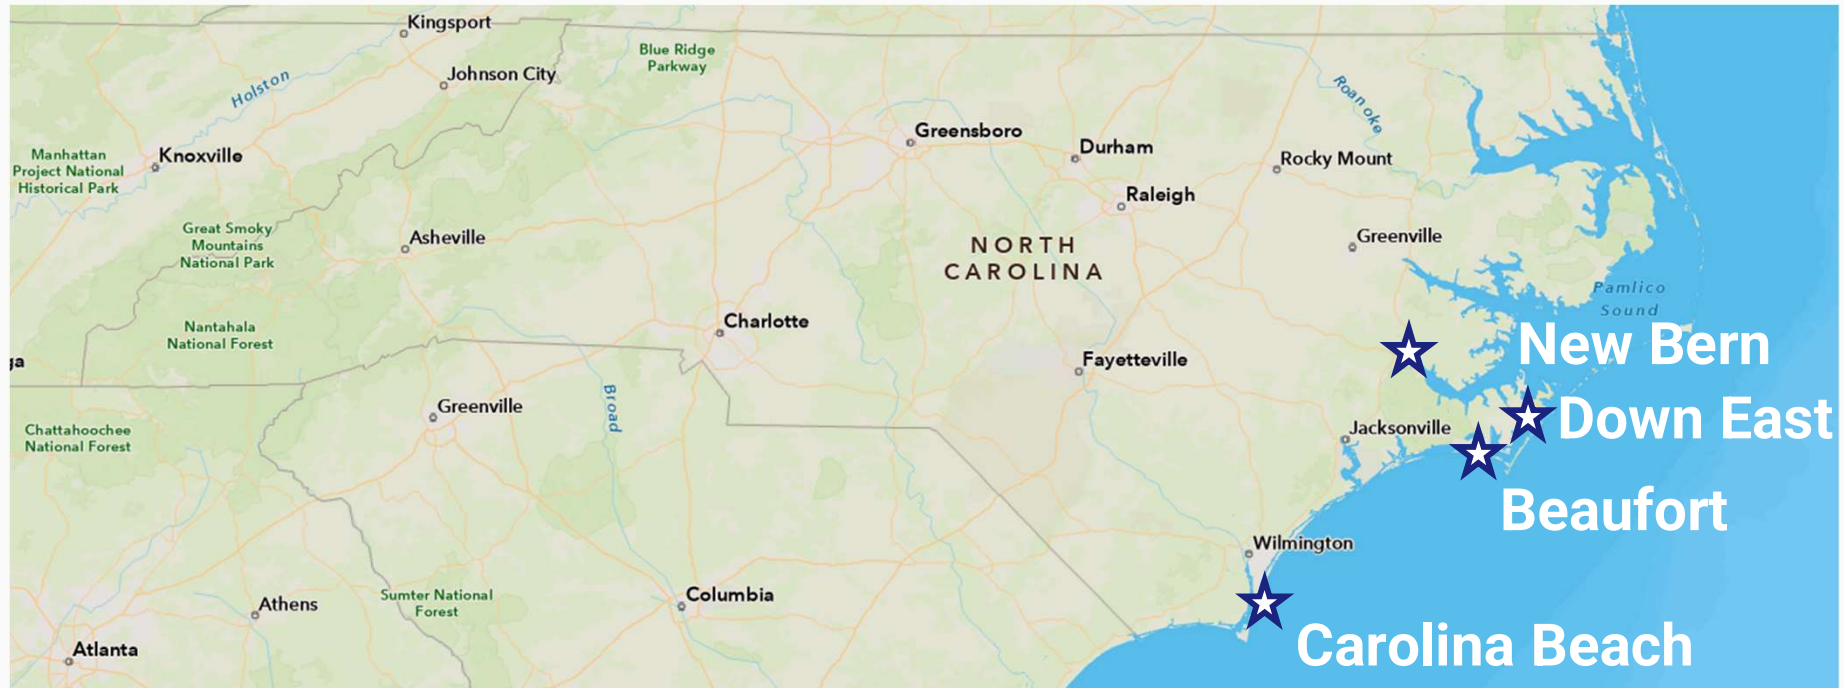 Kingsport
Blue Ridge
Parkway
Johnson City
Holston
Roanoke
Greensboro
Durham
Manhattan
Project National
Historical Park
Knoxville
Rocky Mount
Raleigh
Great Smoky
Mountains
National Park
Asheville
NORTH
CAROLINA
Greenville
Pamlico
Sound
Nantahala
National Forest
Charlotte
New Bern
ga
Fayetteville
Broad
Greenville
Down East
Chattahoochee
National Forest
Jacksonville
Beaufort
Wilmington
Sumter National
Forest
Columbia
Athens
Carolina Beach
Atlanta